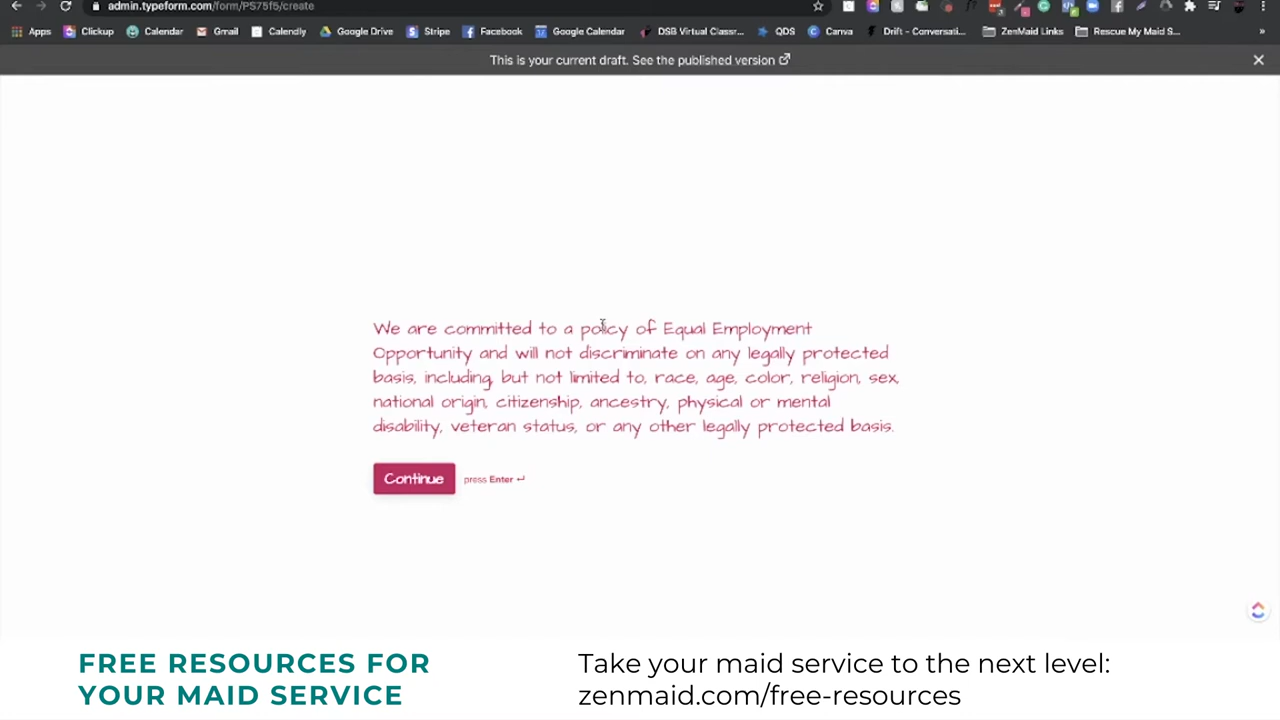 admin.typeform.com/form/PS75f5/create
Apps Clickup Calendar Gmail Calendly Google Drive Stripe Facebook Google Calendar DSB Virtual Classr... QDS Canva Drift - Conversati... ZenMaid Links Rescue My Maid S... »
This is your current draft. See the published version
We are committed to a policy of Equal Employment
Opportunity and will not discriminate on any legally protected
basis, including, but not limited to, race, age, color, religion, sex,
national origin, citizenship, ancestry, physical or mental
disability, veteran status, or any other legally protected basis.
Continue press Enter ↵
FREE RESOURCES FOR
YOUR MAID SERVICE
Take your maid service to the next level:
zenmaid.com/free-resources